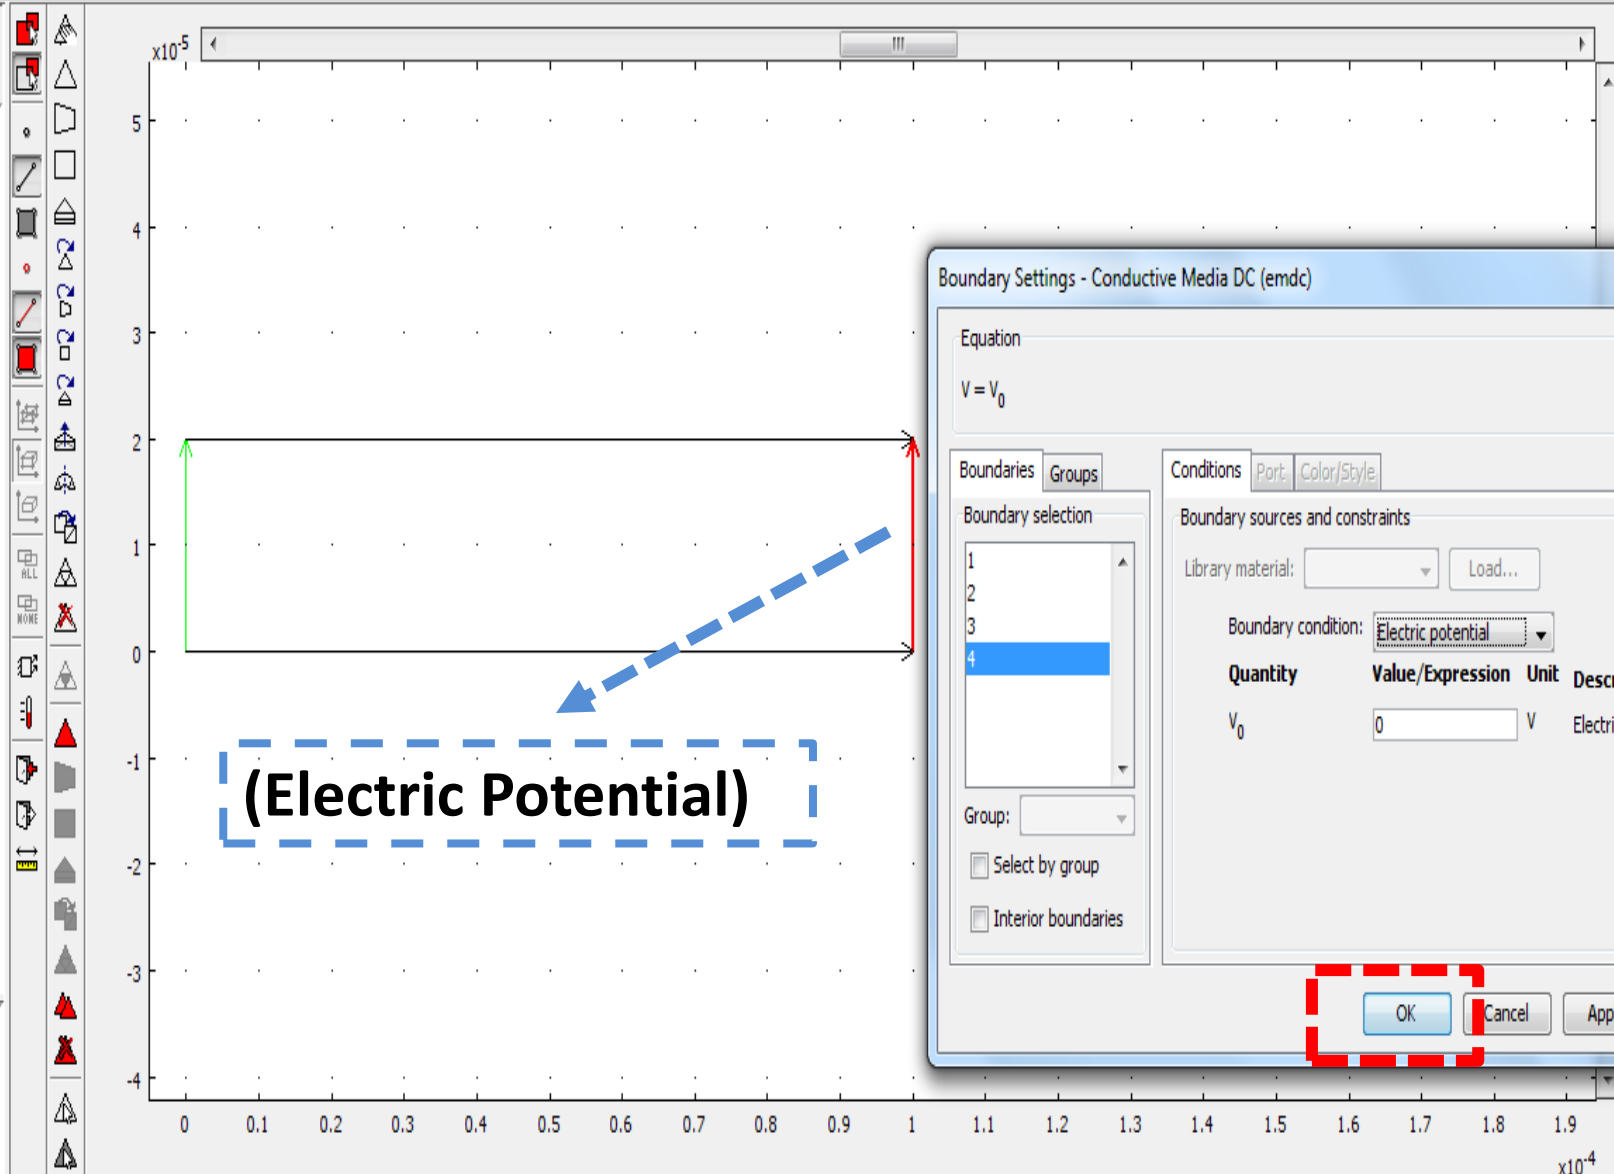 x10-5
5
4
3
2
1
0
-1
-2
-3
-4
0 0.1 0.2 0.3 0.4 0.5 0.6 0.7 0.8 0.9 1 1.1 1.2 1.3 1.4 1.5 1.6 1.7 1.8 1.9
x10-4
ALL
NONE
(Electric Potential)
Boundary Settings - Conductive Media DC (emdc)
Equation
V = V0
Boundaries Groups
Boundary selection
1
2
3
4
Group:
Select by group
Interior boundaries
Conditions Port Color/Style
Boundary sources and constraints
Library material: Load...
Boundary condition: Electric potential
Quantity Value/Expression Unit Descr
V0 0 V Electri
OK Cancel App